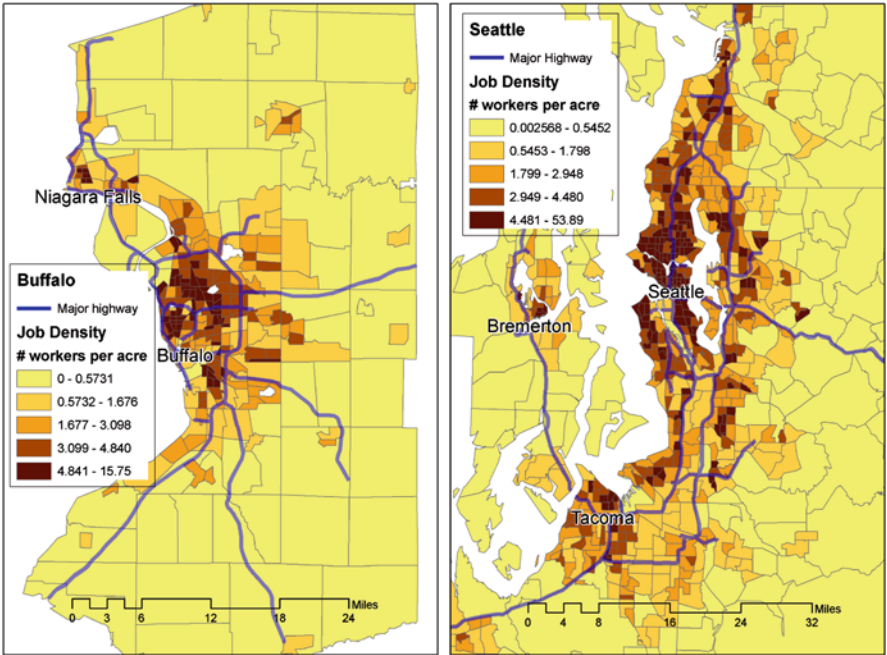 Niagara Falls
Buffalo
Major highway
Job Density
# workers per acre
0 - 0.5731
0.5732 - 1.676
1.677 - 3.098
3.099 - 4.840
4.841 - 15.75
Buffalo
Miles
0 3 6 12 18 24
Seattle
Major Highway
Job Density
# workers per acre
0.002568 - 0.5452
0.5453 - 1.798
1.799 - 2.948
2.949 - 4.480
4.481 - 53.89
Seattle
Bremerton
Tacoma
Miles
0 4 8 16 24 32